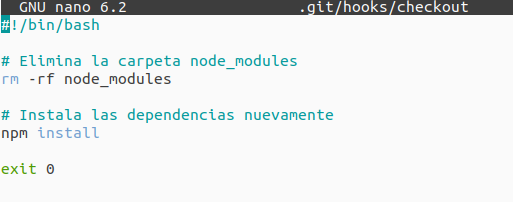 GNU nano 6.2 .git/hooks/checkout
#!/bin/bash
# Elimina la carpeta node_modules
rm -rf node_modules
# Instala las dependencias nuevamente
npm install
exit 0